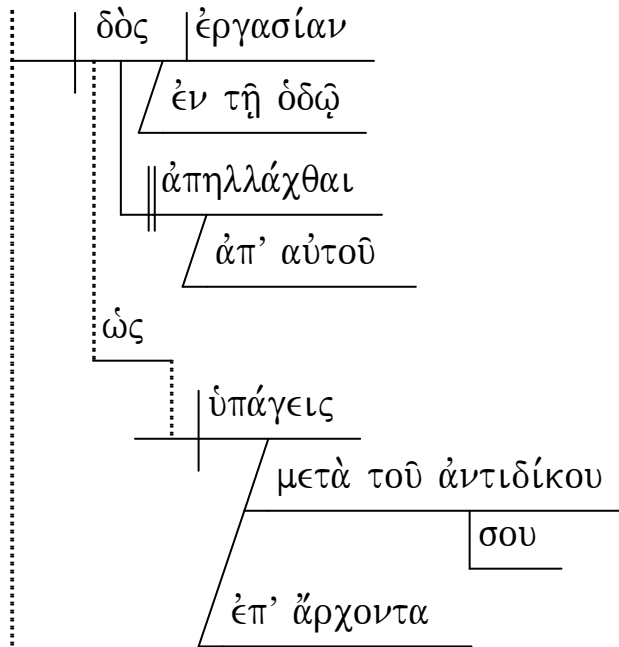 δὸς ἐργασίαν
ἐν τῇ ὁδῷ
ἀπηλλάχθαι
ἀπ’ αὐτοῦ
ὡς
ὑπάγεις
μετὰ τοῦ ἀντιδίκου
σου
ἐπ’ ἄρχοντα